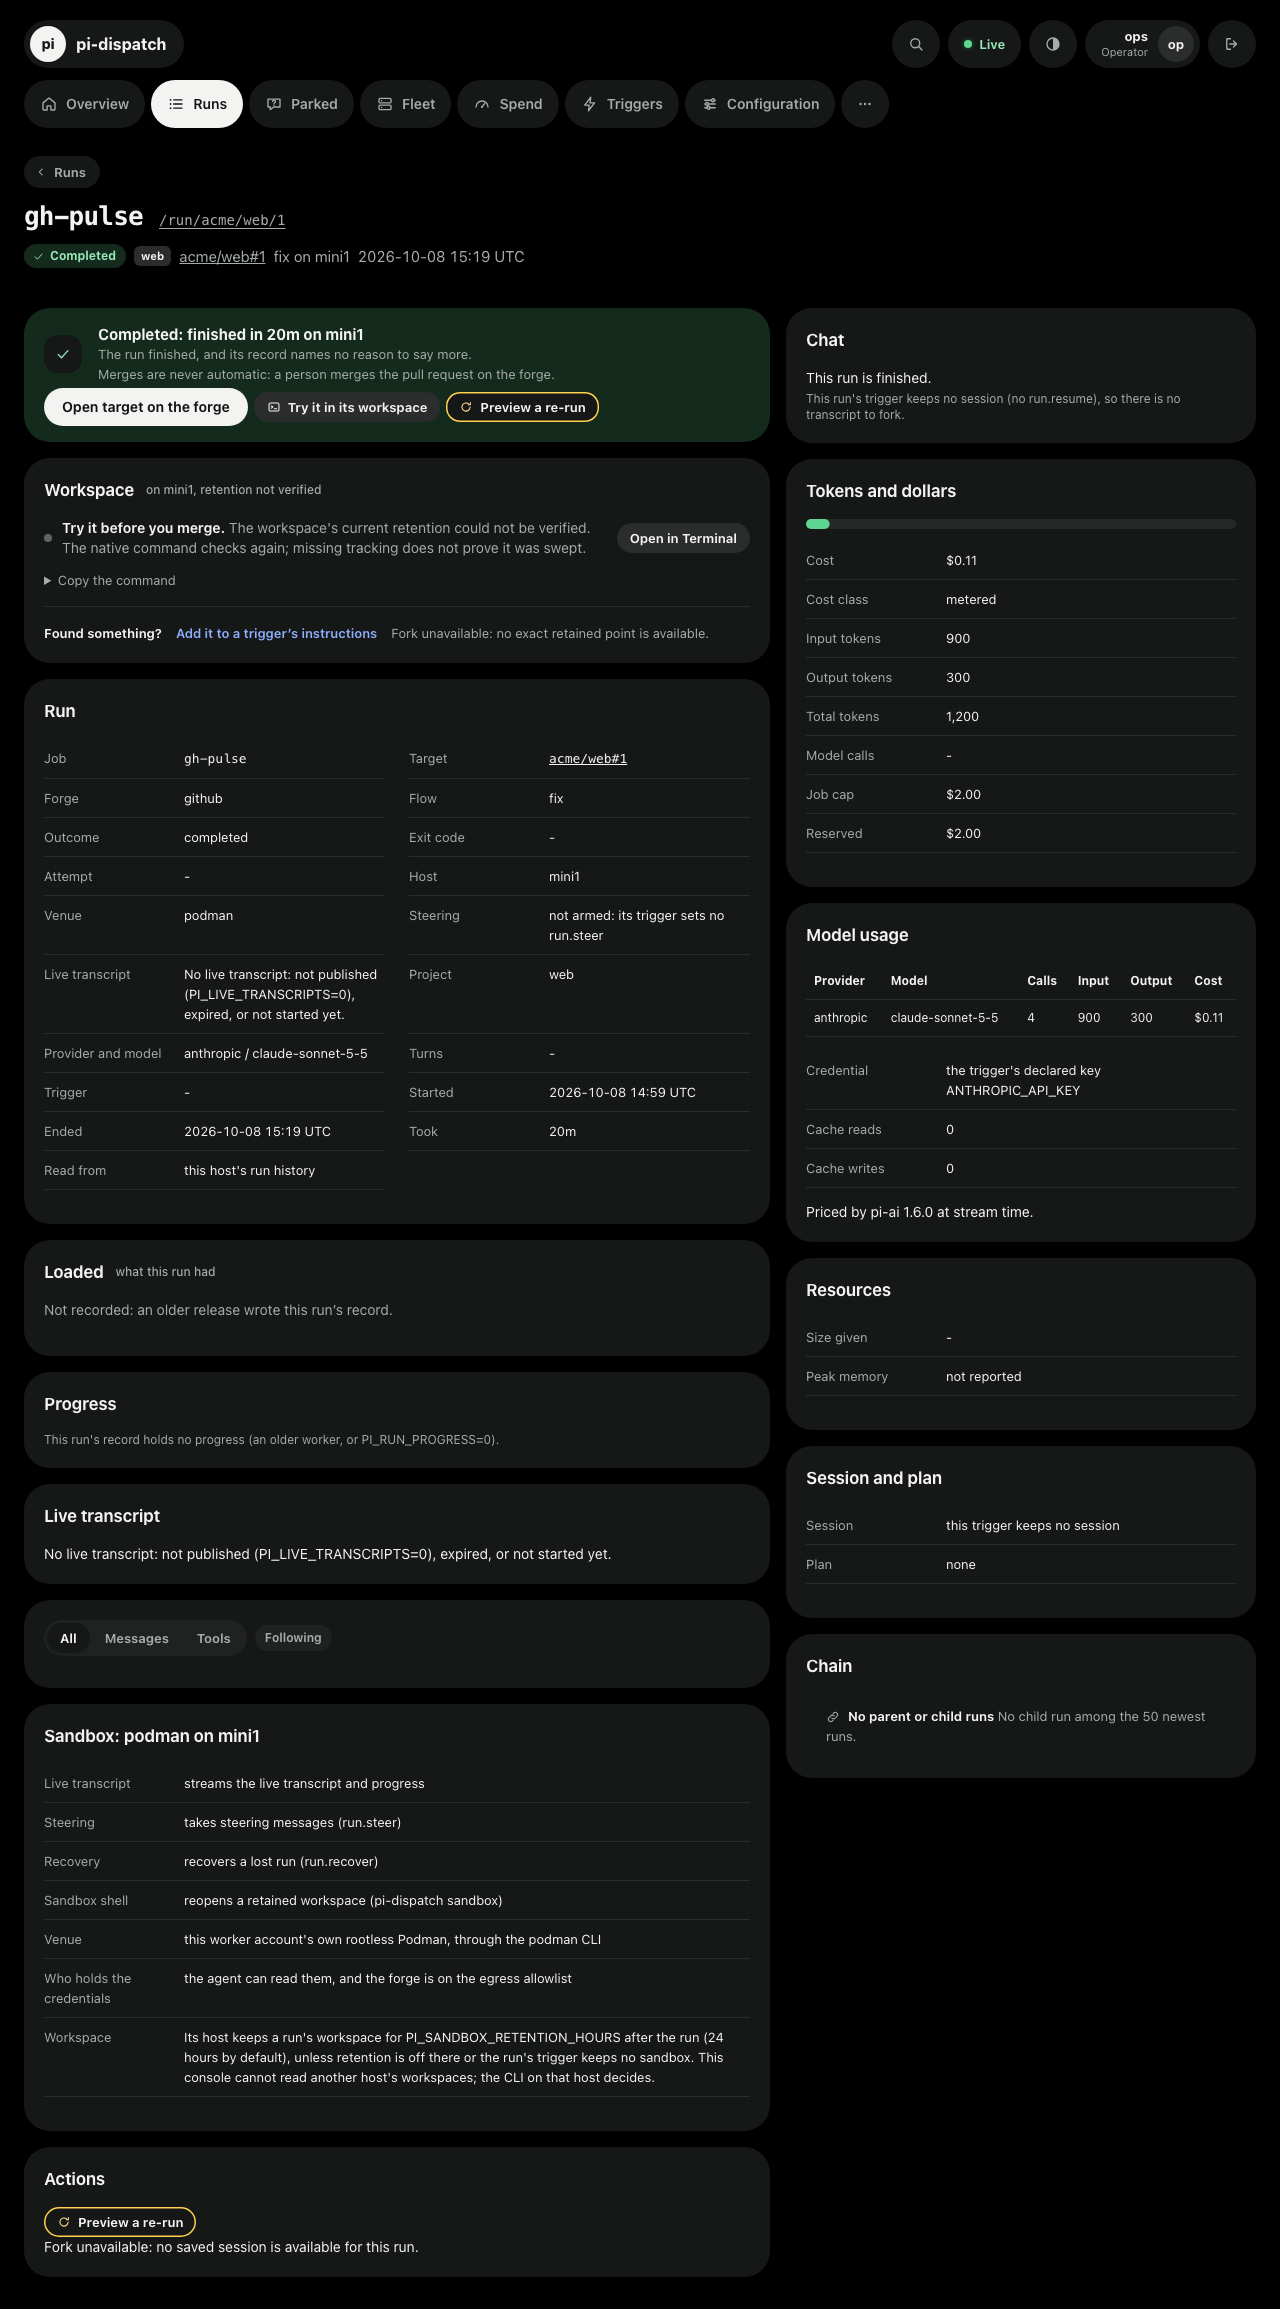 pi
pi-dispatch
Live
ops
Operator
op
Overview
Runs
Parked
Fleet
Spend
Triggers
Configuration
...
Runs
gh-pulse /run/acme/web/1
Completed web acme/web#1 fix on mini1 2026-10-08 15:19 UTC
Completed: finished in 20m on mini1
The run finished, and its record names no reason to say more.
Merges are never automatic: a person merges the pull request on the forge.
Open target on the forge
Try it in its workspace
Preview a re-run
Workspace on mini1, retention not verified
Try it before you merge. The workspace's current retention could not be verified.
The native command checks again; missing tracking does not prove it was swept.
Open in Terminal
Copy the command
Found something? Add it to a trigger's instructions Fork unavailable: no exact retained point is available.
Run
Job gh-pulse
Target acme/web#1
Forge github
Flow fix
Outcome completed
Exit code -
Attempt -
Host mini1
Venue podman
Steering not armed: its trigger sets no
run.steer
Live transcript No live transcript: not published
(PI_LIVE_TRANSCRIPTS=0),
expired, or not started yet.
Project web
Provider and model anthropic / claude-sonnet-5-5
Turns -
Trigger -
Started 2026-10-08 14:59 UTC
Ended 2026-10-08 15:19 UTC
Took 20m
Read from this host's run history
Loaded what this run had
Not recorded: an older release wrote this run's record.
Progress
This run's record holds no progress (an older worker, or PI_RUN_PROGRESS=0).
Live transcript
No live transcript: not published (PI_LIVE_TRANSCRIPTS=0), expired, or not started yet.
All Messages Tools Following
Sandbox: podman on mini1
Live transcript streams the live transcript and progress
Steering takes steering messages (run.steer)
Recovery recovers a lost run (run.recover)
Sandbox shell reopens a retained workspace (pi-dispatch sandbox)
Venue this worker account's own rootless Podman, through the podman CLI
Who holds the
credentials
the agent can read them, and the forge is on the egress allowlist
Workspace Its host keeps a run's workspace for PI_SANDBOX_RETENTION_HOURS after the run (24
hours by default), unless retention is off there or the run's trigger keeps no sandbox. This
console cannot read another host's workspaces; the CLI on that host decides.
Actions
Preview a re-run
Fork unavailable: no saved session is available for this run.
Chat
This run is finished.
This run's trigger keeps no session (no run.resume), so there is no
transcript to fork.
Tokens and dollars
Cost $0.11
Cost class metered
Input tokens 900
Output tokens 300
Total tokens 1,200
Model calls -
Job cap $2.00
Reserved $2.00
Model usage
Provider Model Calls Input Output Cost
anthropic claude-sonnet-5-5 4 900 300 $0.11
Credential the trigger's declared key
ANTHROPIC_API_KEY
Cache reads 0
Cache writes 0
Priced by pi-ai 1.6.0 at stream time.
Resources
Size given -
Peak memory not reported
Session and plan
Session this trigger keeps no session
Plan none
Chain
No parent or child runs No child run among the 50 newest
runs.